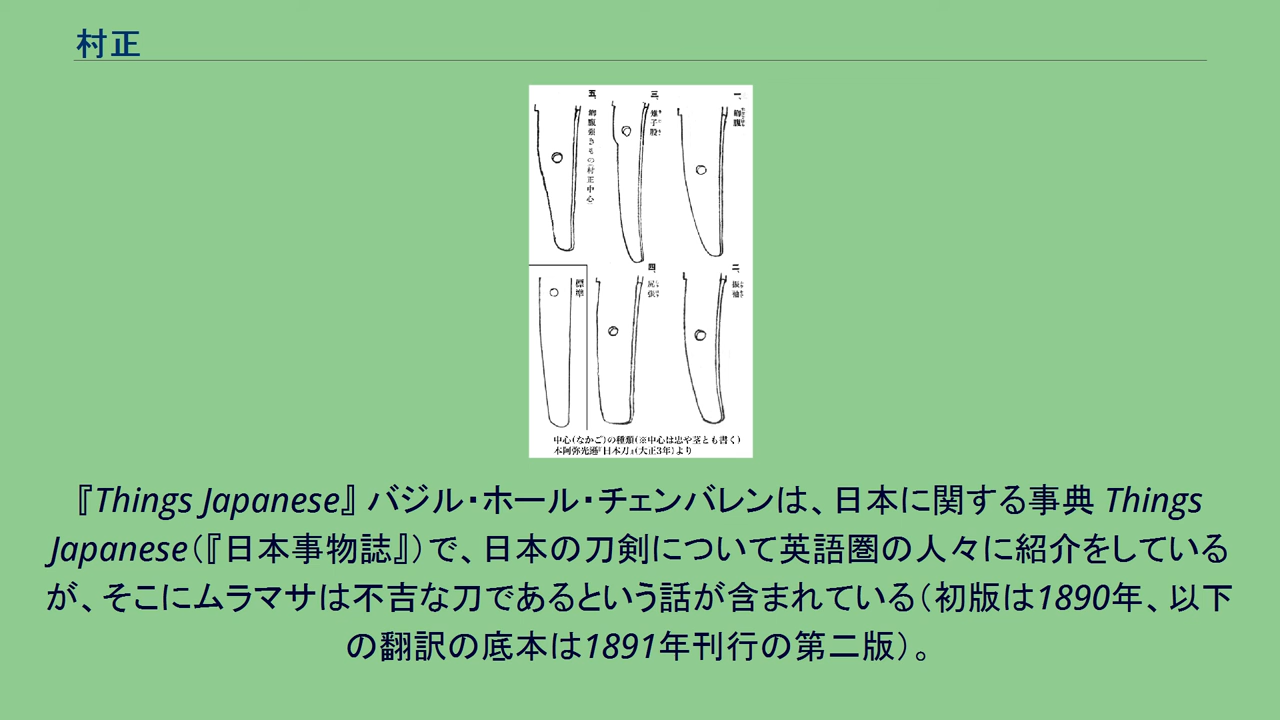 村正
一、鯛腹
二、振袖
三、雉子股
四、尻張
五、鯛腹張さもの(村正中心)
標準
中心(なかご)の種類(※中心は忠や茎とも書く)
本阿弥光遜『日本刀』(大正3年)より
『Things Japanese』 バジル・ホール・チェンバレンは、日本に関する事典 Things
Japanese(『日本事物誌』)で、日本の刀剣について英語圏の人々に紹介をしている
が、そこにムラマサは不吉な刀であるという話が含まれている(初版は1890年、以下
の翻訳の底本は1891年刊行の第二版)。